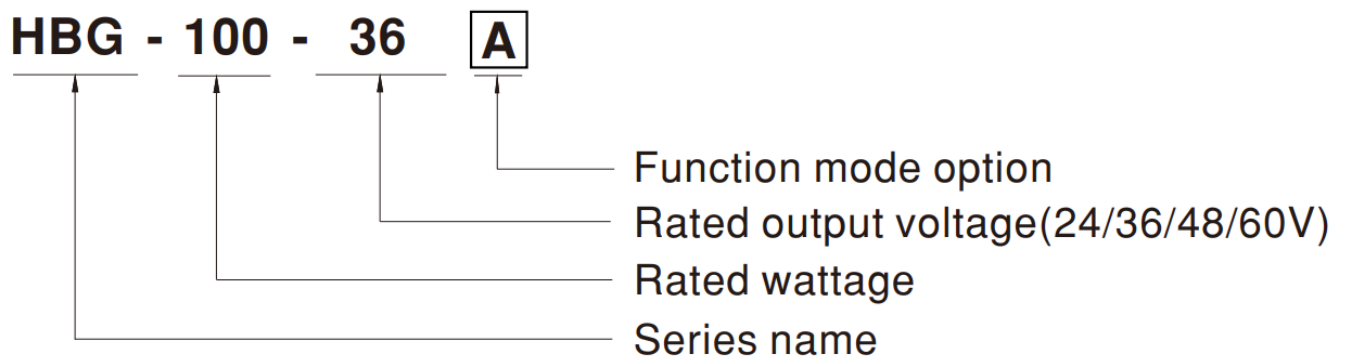 HBG - 100 - 36 A
Function mode option
Rated output voltage(24/36/48/60V)
Rated wattage
Series name